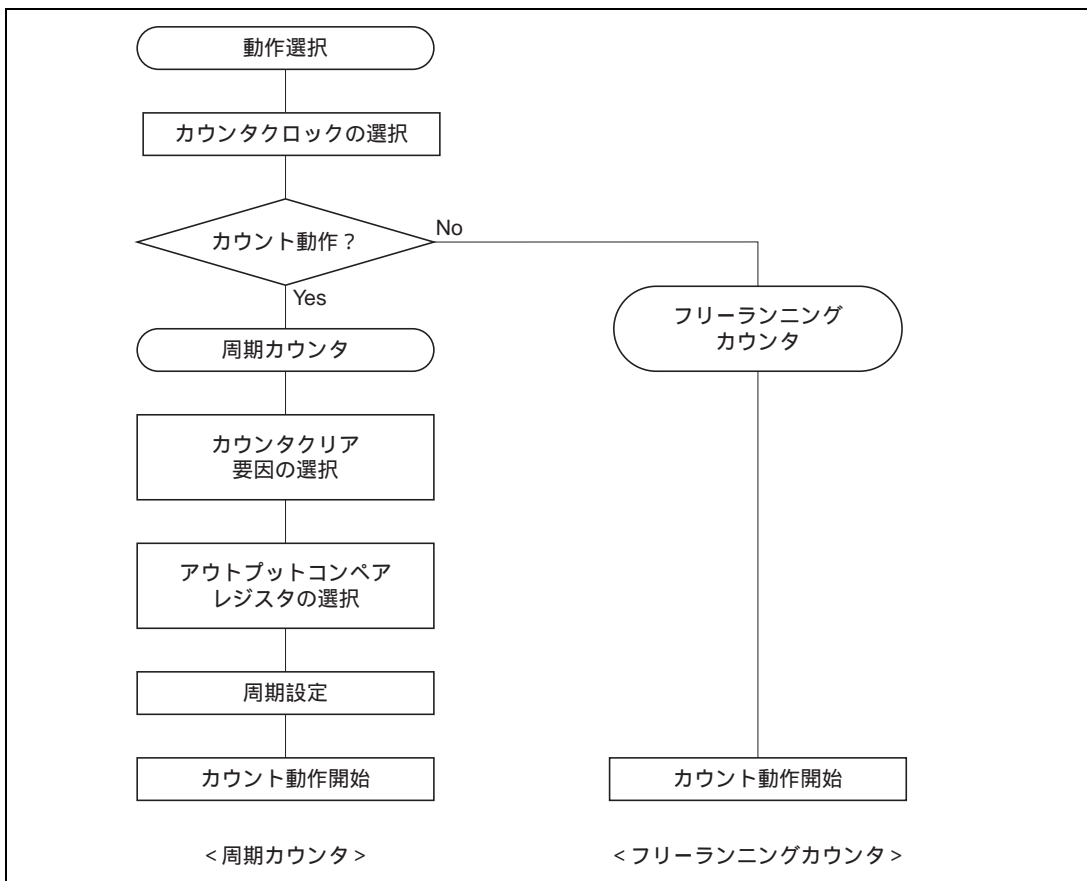 動作選択
カウンタクロックの選択
カウント動作?
No
Yes
周期カウンタ
フリーランニング
カウンタ
カウンタクリア
要因の選択
アウトプットコンペア
レジスタの選択
周期設定
カウント動作開始
カウント動作開始
<周期カウンタ>
<フリーランニングカウンタ>